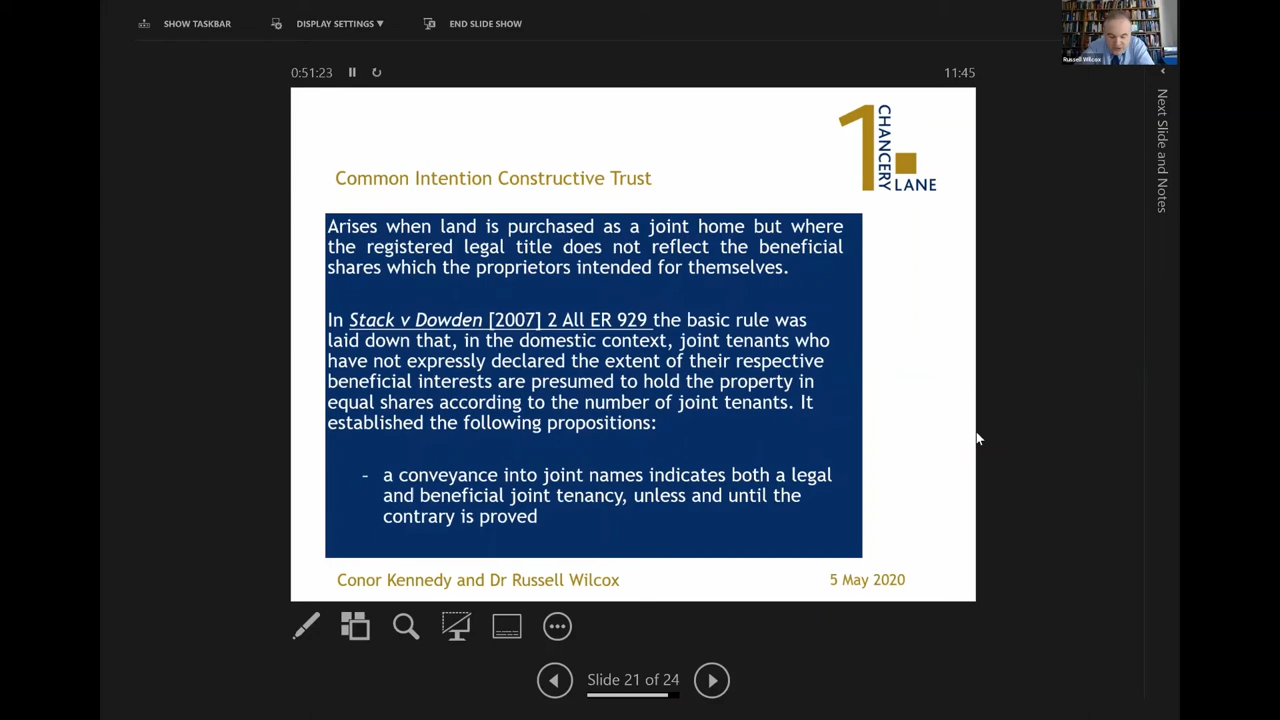 SHOW TASKBAR
DISPLAY SETTINGS ▼
END SLIDE SHOW
Russell Wilcox
0:51:23
11:45
Next Slide and Notes
1 CHANCERY LANE
Common Intention Constructive Trust
Arises when land is purchased as a joint home but where
the registered legal title does not reflect the beneficial
shares which the proprietors intended for themselves.
In Stack v Dowden [2007] 2 All ER 929 the basic rule was
laid down that, in the domestic context, joint tenants who
have not expressly declared the extent of their respective
beneficial interests are presumed to hold the property in
equal shares according to the number of joint tenants. It
established the following propositions:
- a conveyance into joint names indicates both a legal
and beneficial joint tenancy, unless and until the
contrary is proved
Conor Kennedy and Dr Russell Wilcox
5 May 2020
Slide 21 of 24